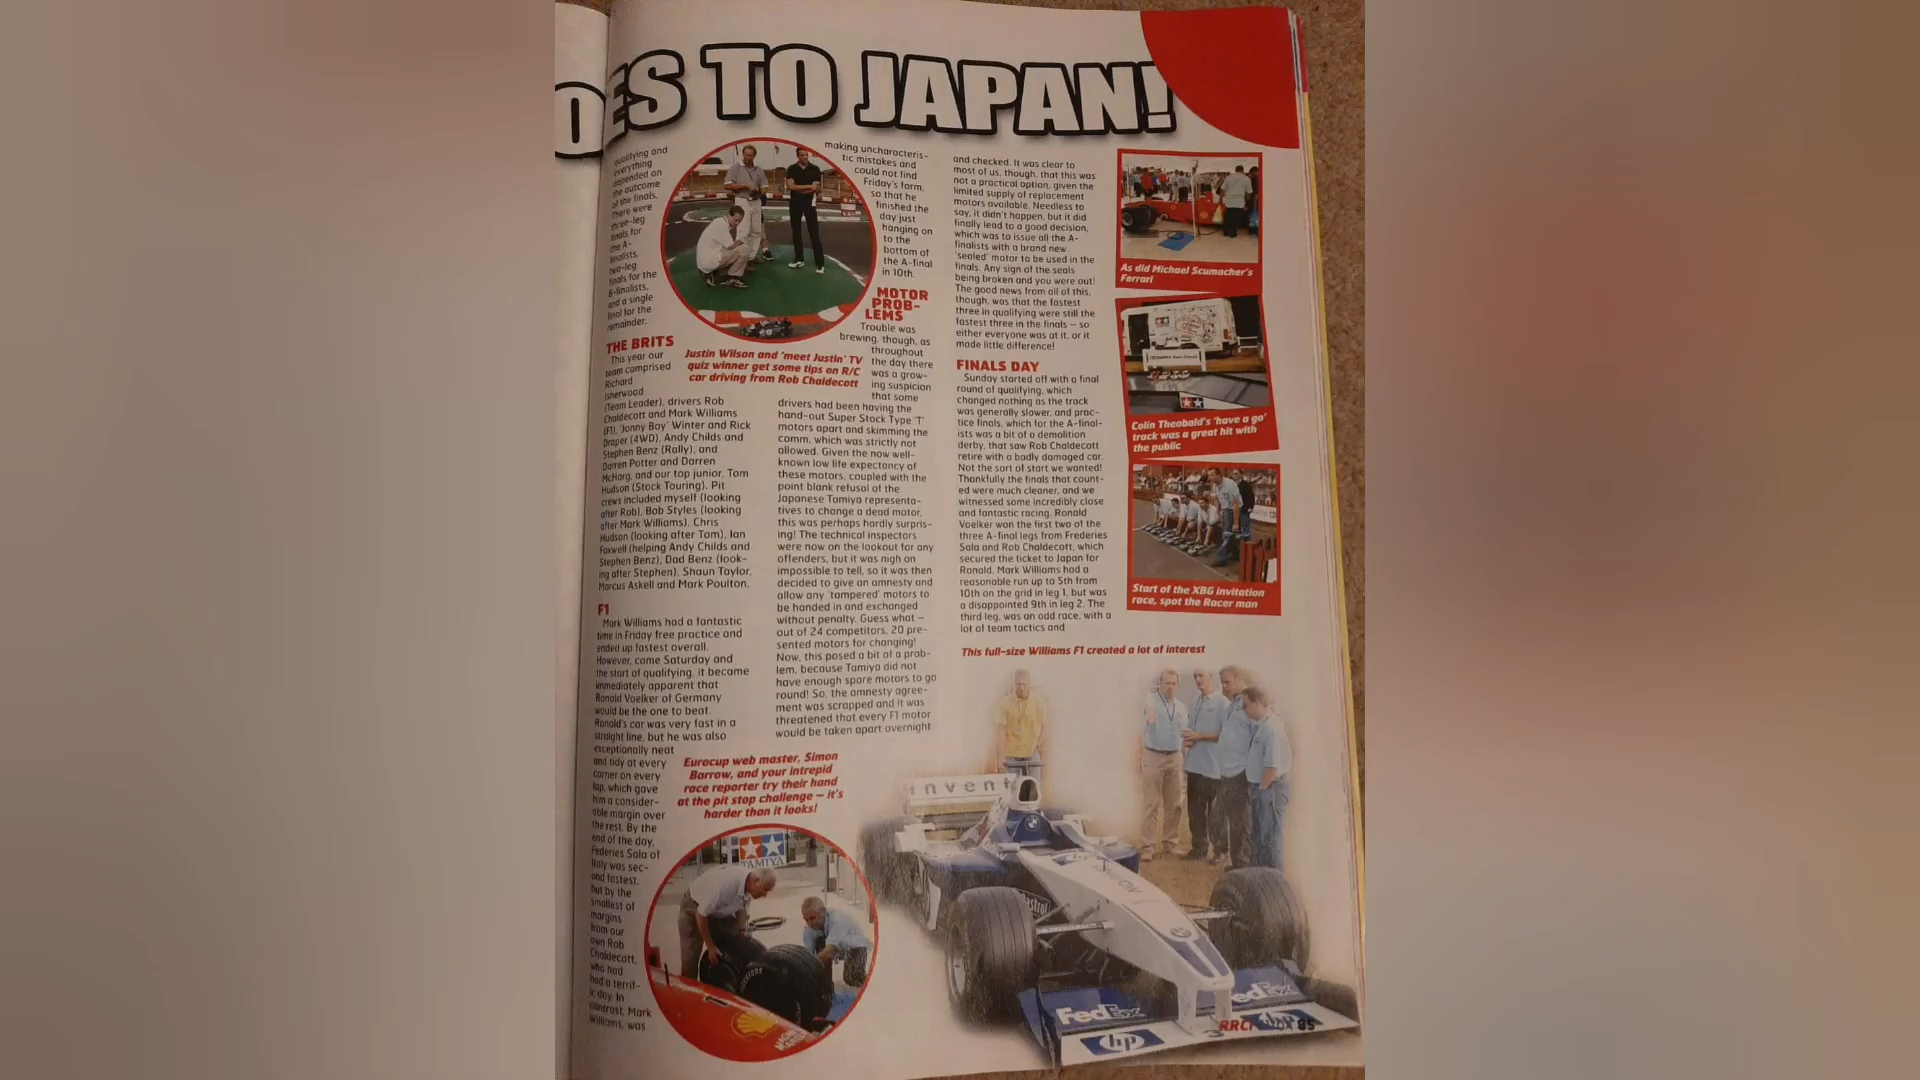 OES TO JAPAN!
qualifying and
everything
depended on
the outcome
of the finals.
There were
three-leg
finals for
the A-
finalists,
two-leg
finals for the
B-finalists,
and a single
final for the
remainder.
THE BRITS
This year our
team comprised
Richard
Isherwood
(Team Leader), drivers Rob
Chaldecott and Mark Williams
(F1), 'Jonny Boy' Winter and Rick
Draper (4WD), Andy Childs and
Stephen Benz (Rally), and
Darren Potter and Darren
McHarg, and our top junior, Tom
Hudson (Stock Touring). Pit
crews included myself (looking
after Rob), Bob Styles (looking
after Mark Williams), Chris
Hudson (looking after Tom), Ian
Foxwell (helping Andy Childs and
Stephen Benz), Dad Benz (look-
ing after Stephen), Shaun Taylor,
Marcus Askell and Mark Poulton.
F1
Mark Williams had a fantastic
time in Friday free practice and
ended up fastest overall.
However, come Saturday and
the start of qualifying, it became
immediately apparent that
Ronald Voelker of Germany
would be the one to beat.
Ronald's car was very fast in a
straight line, but he was also
exceptionally neat
and tidy at every
corner on every
lap, which gave
him a consider-
able margin over
the rest. By the
end of the day,
Federies Sala of
Italy was sec-
ond fastest,
but by the
smallest of
margins
from our
own Rob
Chaldecott,
who had
had a terrif-
ic day. In
contrast, Mark
Williams, was
making uncharacteris-
tic mistakes and
could not find
Friday's form,
so that he
finished the
day just
hanging on
to the
bottom of
the A-final
in 10th.
MOTOR
PROB-
LEMS
Trouble was
brewing, though, as
throughout
the day there
was a grow-
ing suspicion
that some
drivers had been having the
hand-out Super Stock Type 'T'
motors apart and skimming the
comm, which was strictly not
allowed. Given the now well-
known low life expectancy of
these motors, coupled with the
point blank refusal of the
Japanese Tamiya representa-
tives to change a dead motor,
this was perhaps hardly surpris-
ing! The technical inspectors
were now on the lookout for any
offenders, but it was nigh on
impossible to tell, so it was then
decided to give an amnesty and
allow any 'tampered' motors to
be handed in and exchanged
without penalty. Guess what –
out of 24 competitors, 20 pre-
sented motors for changing!
Now, this posed a bit of a prob-
lem, because Tamiya did not
have enough spare motors to go
round! So, the amnesty agree-
ment was scrapped and it was
threatened that every F1 motor
would be taken apart overnight
and checked. It was clear to
most of us, though, that this was
not a practical option, given the
limited supply of replacement
motors available. Needless to
say, it didn't happen, but it did
finally lead to a good decision,
which was to issue all the A-
finalists with a brand new
'sealed' motor to be used in the
finals. Any sign of the seals
being broken and you were out!
The good news from all of this,
though, was that the fastest
three in qualifying were still the
fastest three in the finals – so
either everyone was at it, or it
made little difference!
FINALS DAY
Sunday started off with a final
round of qualifying, which
changed nothing as the track
was generally slower, and prac-
tice finals, which for the A-final-
ists was a bit of a demolition
derby, that saw Rob Chaldecott
retire with a badly damaged car.
Not the sort of start we wanted!
Thankfully the finals that count-
ed were much cleaner, and we
witnessed some incredibly close
and fantastic racing. Ronald
Voelker won the first two of the
three A-final legs from Frederies
Sala and Rob Chaldecott, which
secured the ticket to Japan for
Ronald. Mark Williams had a
reasonable run up to 5th from
10th on the grid in leg 1, but was
a disappointed 9th in leg 2. The
third leg, was an odd race, with a
lot of team tactics and
Justin Wilson and 'meet Justin' TV
quiz winner get some tips on R/C
car driving from Rob Chaldecott
Eurocup web master, Simon
Barrow, and your intrepid
race reporter try their hand
at the pit stop challenge – it's
harder than it looks!
TAMIYA
As did Michael Scumacher's
Ferrari
Colin Theobald's 'have a go'
track was a great hit with
the public
Start of the XBG invitation
race, spot the Racer man
This full-size Williams F1 created a lot of interest
invent
hp
Castrol
FedEx
FedEx
hp
3
RRCi
85